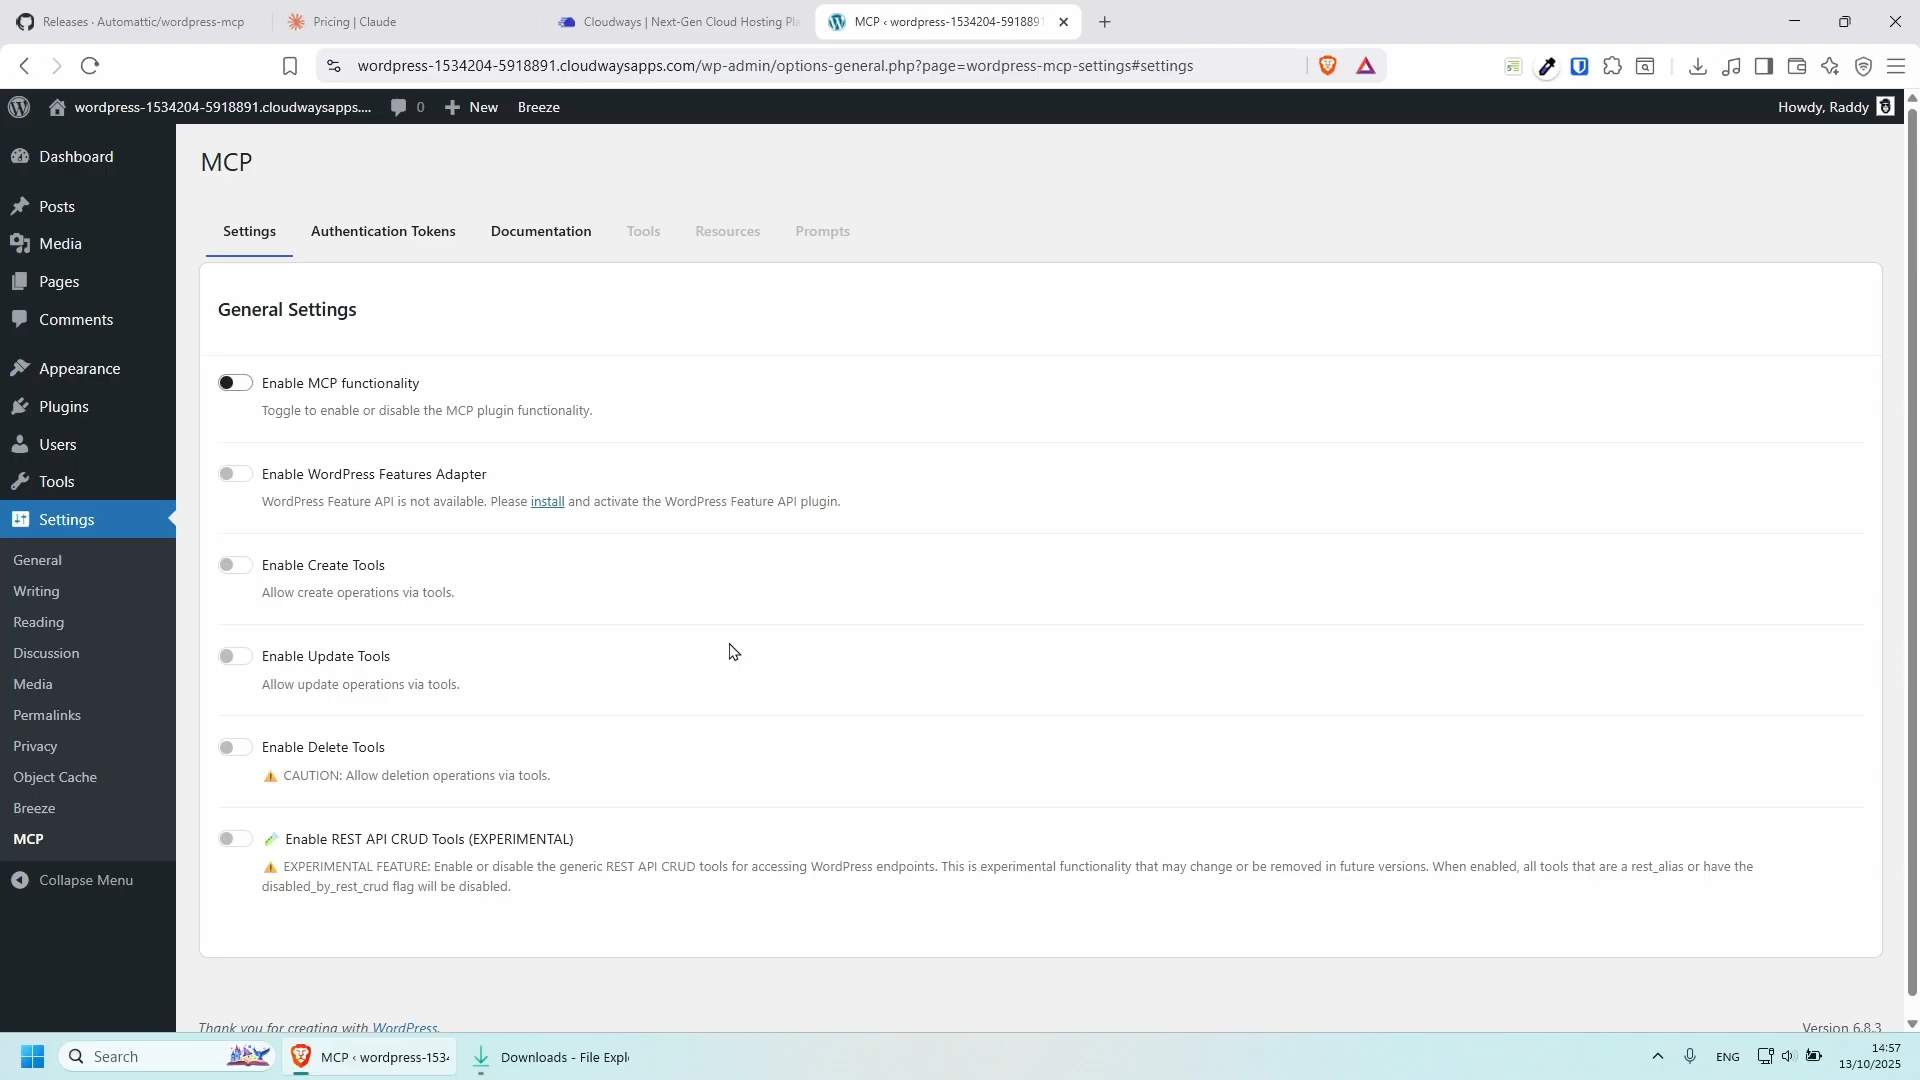 Releases · Automattic/wordpress-mcp
Pricing | Claude
Cloudways | Next-Gen Cloud Hosting Pla
MCP ‹ wordpress-1534204-5918891
wordpress-1534204-5918891.cloudwaysapps.com/wp-admin/options-general.php?page=wordpress-mcp-settings#settings
wordpress-1534204-5918891.cloudwaysapps....
0
New
Breeze
Howdy, Raddy
Dashboard
Posts
Media
Pages
Comments
Appearance
Plugins
Users
Tools
Settings
General
Writing
Reading
Discussion
Media
Permalinks
Privacy
Object Cache
Breeze
MCP
Collapse Menu
MCP
Settings
Authentication Tokens
Documentation
Tools
Resources
Prompts
General Settings
Enable MCP functionality
Toggle to enable or disable the MCP plugin functionality.
Enable WordPress Features Adapter
WordPress Feature API is not available. Please install and activate the WordPress Feature API plugin.
Enable Create Tools
Allow create operations via tools.
Enable Update Tools
Allow update operations via tools.
Enable Delete Tools
⚠️ CAUTION: Allow deletion operations via tools.
🧪 Enable REST API CRUD Tools (EXPERIMENTAL)
⚠️ EXPERIMENTAL FEATURE: Enable or disable the generic REST API CRUD tools for accessing WordPress endpoints. This is experimental functionality that may change or be removed in future versions. When enabled, all tools that are a rest_alias or have the
disabled_by_rest_crud flag will be disabled.
Thank you for creating with WordPress.
Version 6.8.3
Search
MCP ‹ wordpress-1534
Downloads - File Expl
ENG
14:57
13/10/2025